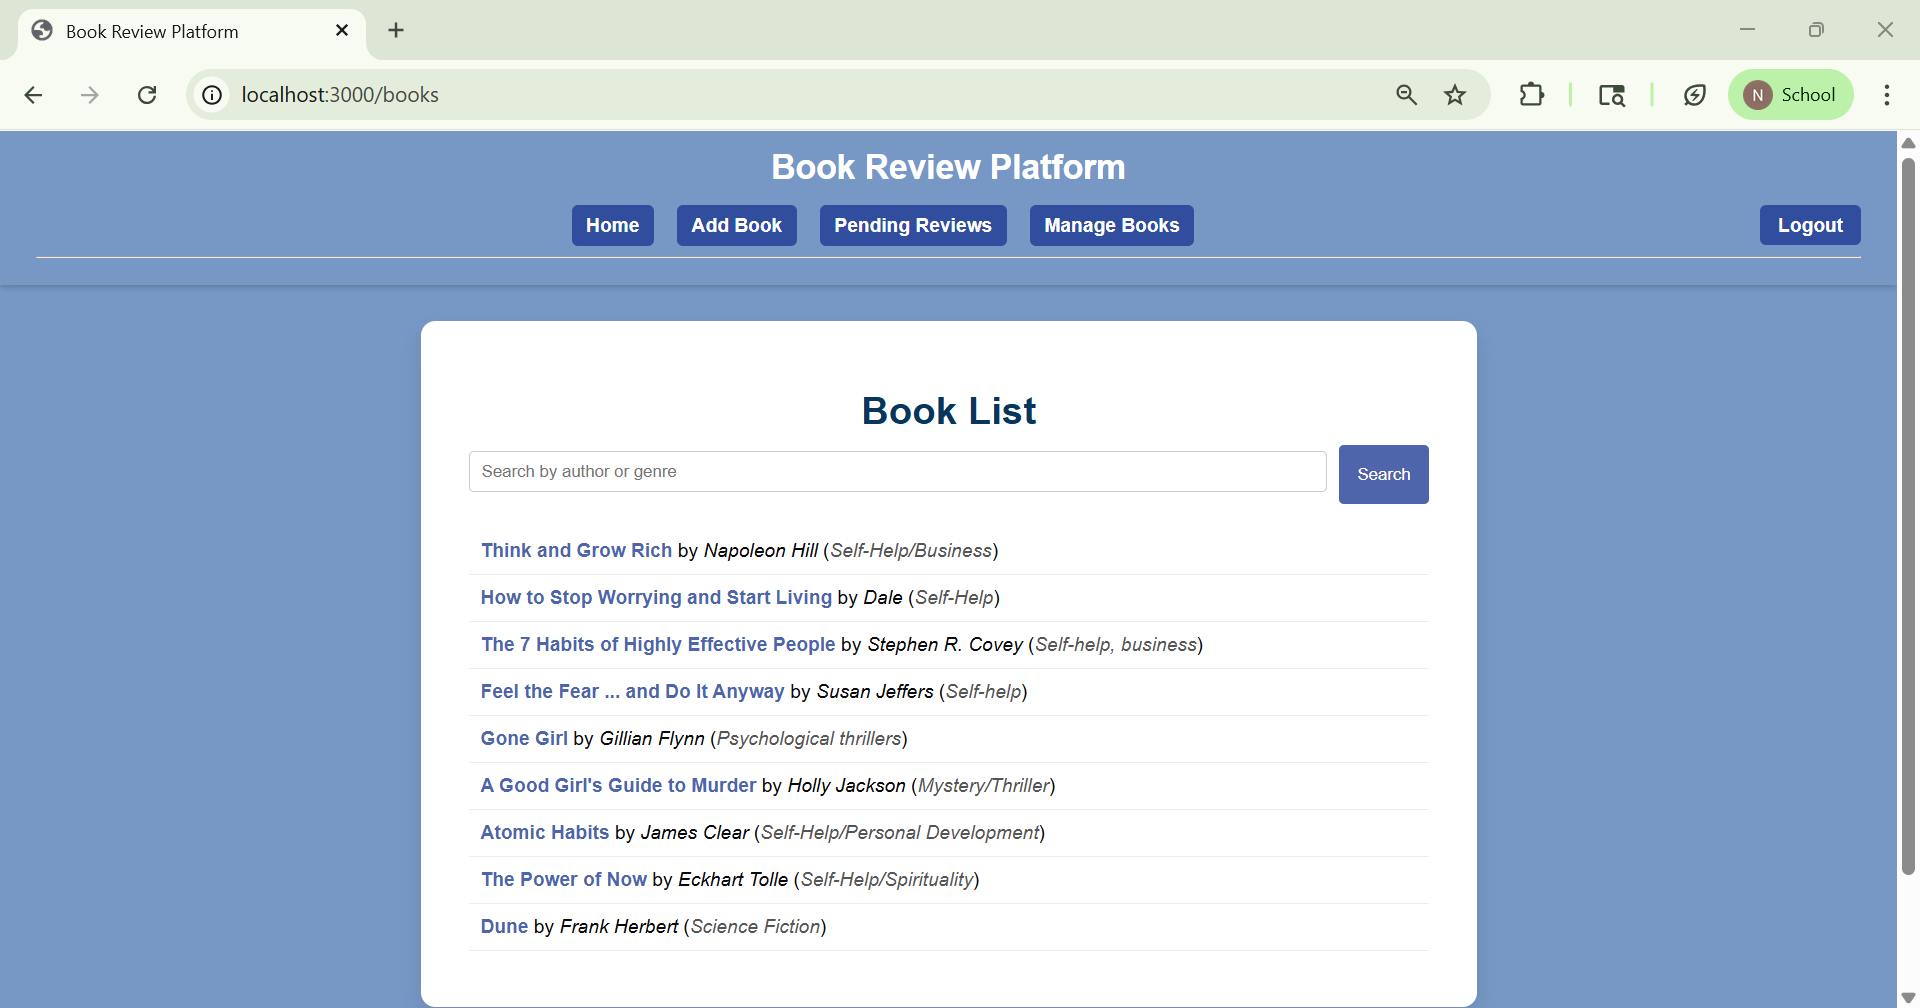 Book Review Platform
localhost:3000/books
N School
Book Review Platform
Home Add Book Pending Reviews Manage Books Logout
Book List
Search by author or genre Search
Think and Grow Rich by Napoleon Hill (Self-Help/Business)
How to Stop Worrying and Start Living by Dale (Self-Help)
The 7 Habits of Highly Effective People by Stephen R. Covey (Self-help, business)
Feel the Fear ... and Do It Anyway by Susan Jeffers (Self-help)
Gone Girl by Gillian Flynn (Psychological thrillers)
A Good Girl's Guide to Murder by Holly Jackson (Mystery/Thriller)
Atomic Habits by James Clear (Self-Help/Personal Development)
The Power of Now by Eckhart Tolle (Self-Help/Spirituality)
Dune by Frank Herbert (Science Fiction)